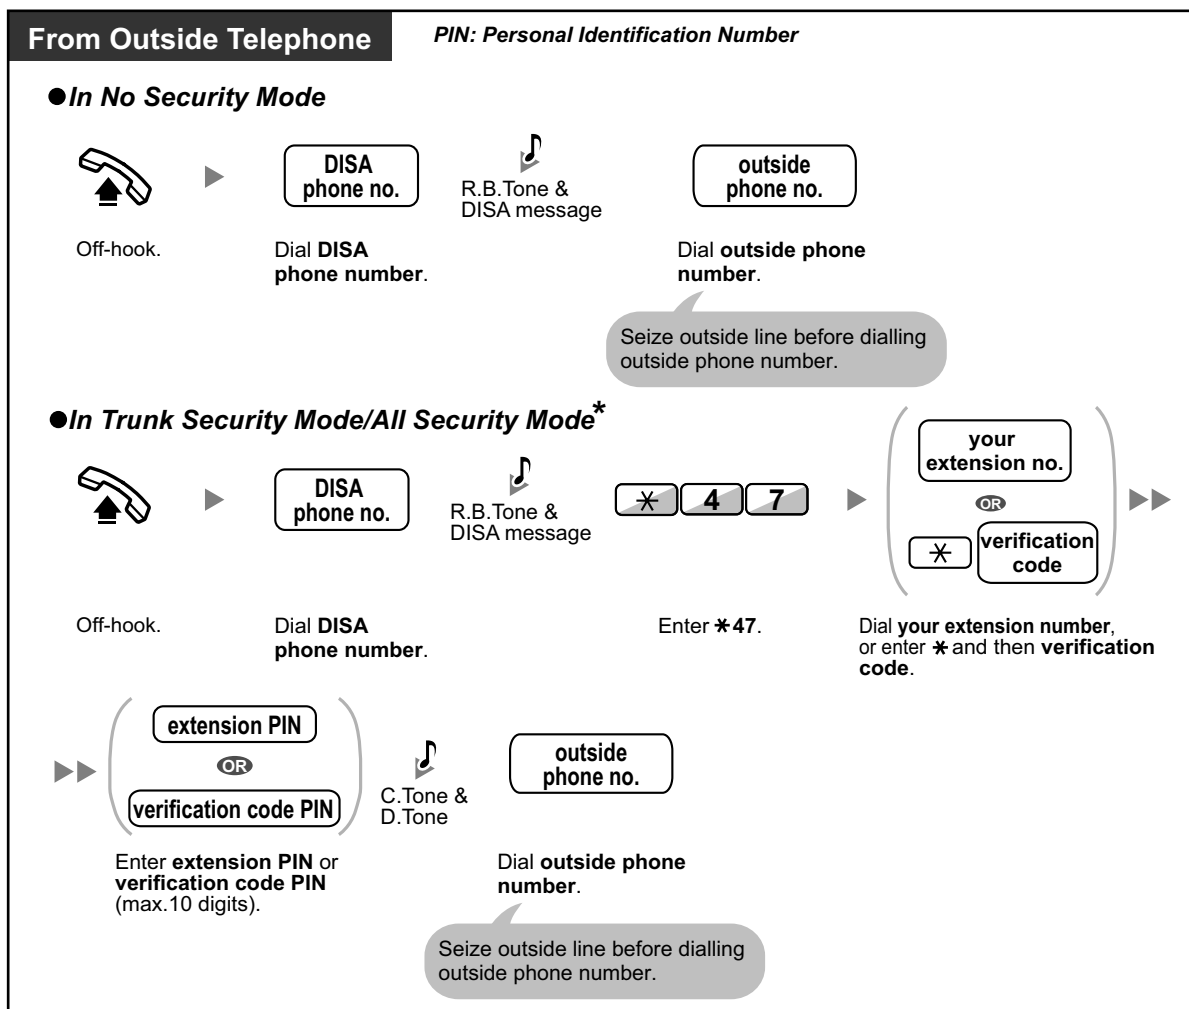 From Outside Telephone
PIN: Personal Identification Number
●In No Security Mode
DISA
phone no.
R.B.Tone &
DISA message
outside
phone no.
Off-hook.
Dial DISA
phone number.
Dial outside phone
number.
Seize outside line before dialling
outside phone number.
●In Trunk Security Mode/All Security Mode*
DISA
phone no.
R.B.Tone &
DISA message
* 4 7
your
extension no.
OR
* verification
code
Off-hook.
Dial DISA
phone number.
Enter *47.
Dial your extension number,
or enter * and then verification
code.
extension PIN
OR
verification code PIN
C.Tone &
D.Tone
outside
phone no.
Enter extension PIN or
verification code PIN
(max.10 digits).
Dial outside phone
number.
Seize outside line before dialling
outside phone number.